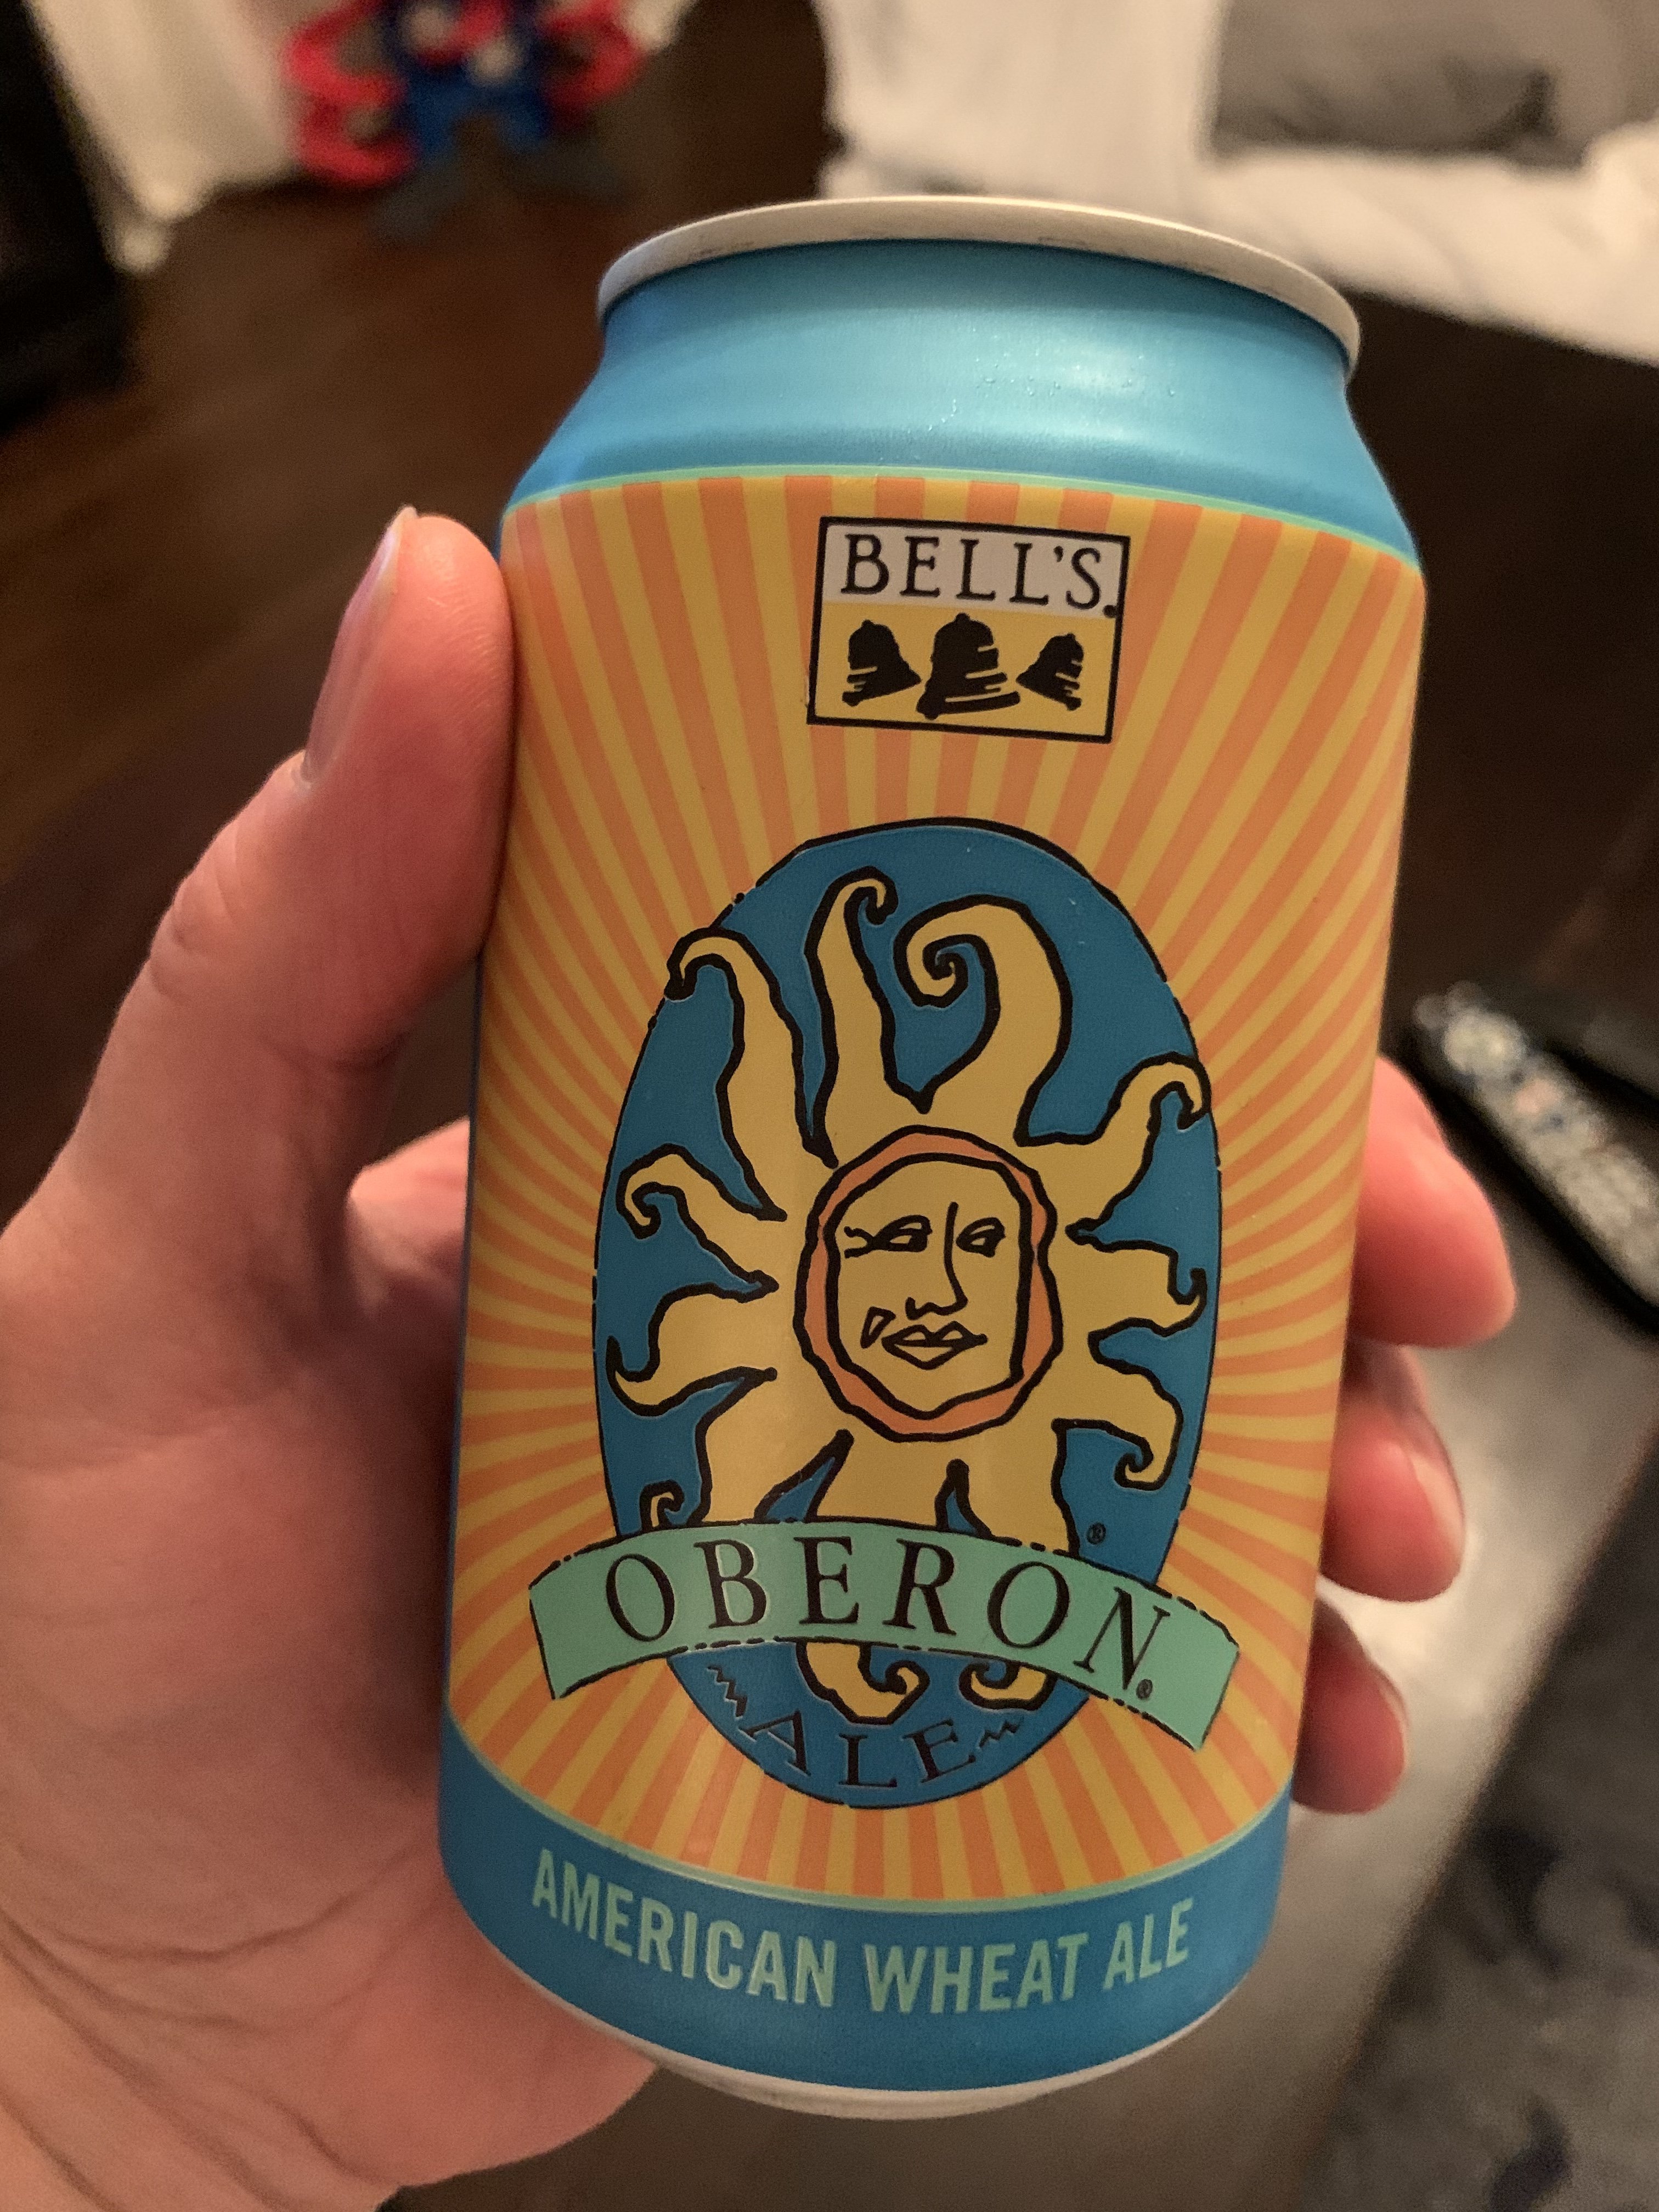 BELL'S.
®
OBERON®
ALE
AMERICAN WHEAT ALE